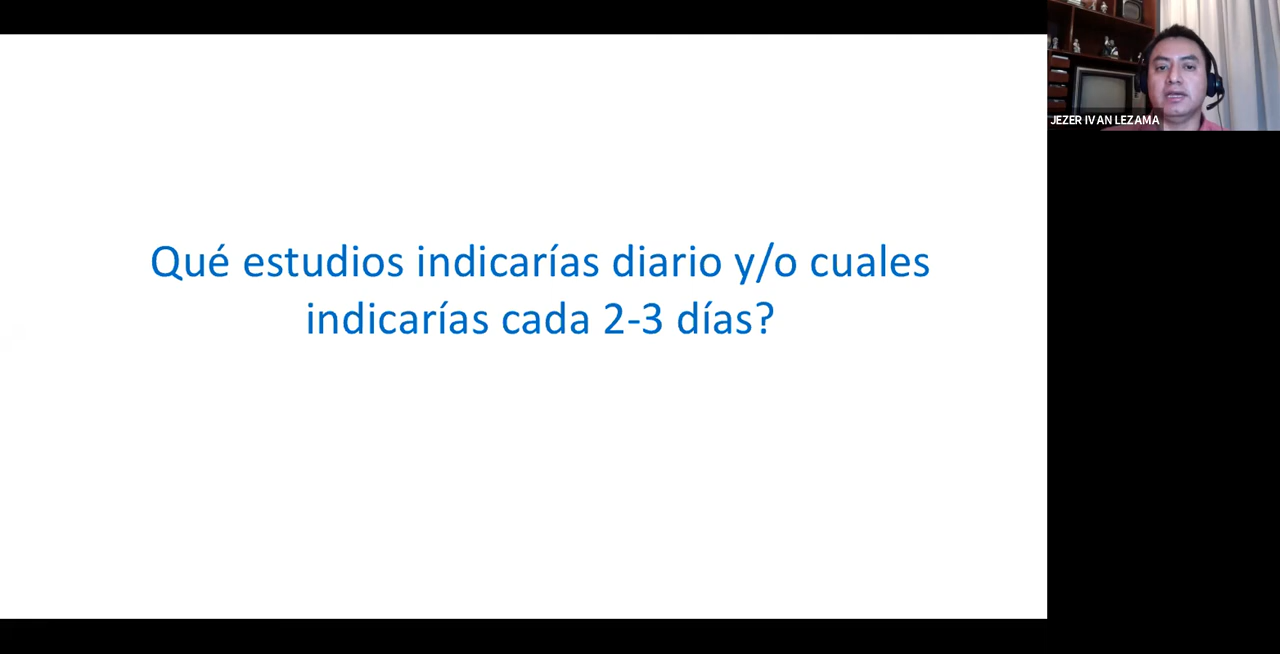 Qué estudios indicarías diario y/o cuales
indicarías cada 2-3 días?
JEZER IVAN LEZAMA